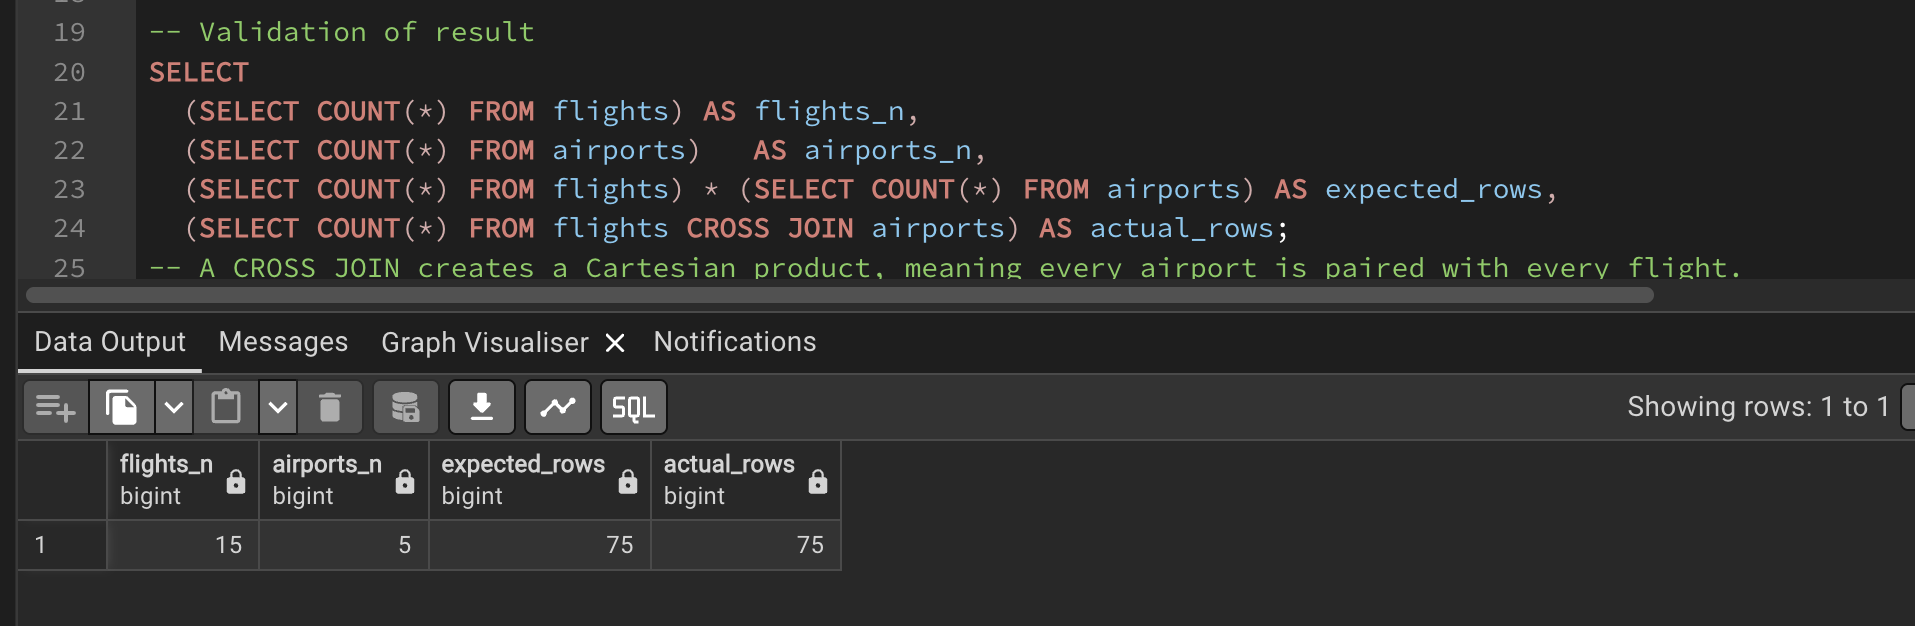 19 -- Validation of result
20 SELECT
21 (SELECT COUNT(*) FROM flights) AS flights_n,
22 (SELECT COUNT(*) FROM airports)   AS airports_n,
23 (SELECT COUNT(*) FROM flights) * (SELECT COUNT(*) FROM airports) AS expected_rows,
24 (SELECT COUNT(*) FROM flights CROSS JOIN airports) AS actual_rows;
25 -- A CROSS JOIN creates a Cartesian product, meaning every airport is paired with every flight.
Data Output Messages Graph Visualiser Notifications
SQL Showing rows: 1 to 1
flights_n airports_n expected_rows actual_rows
bigint bigint bigint bigint
1 15 5 75 75